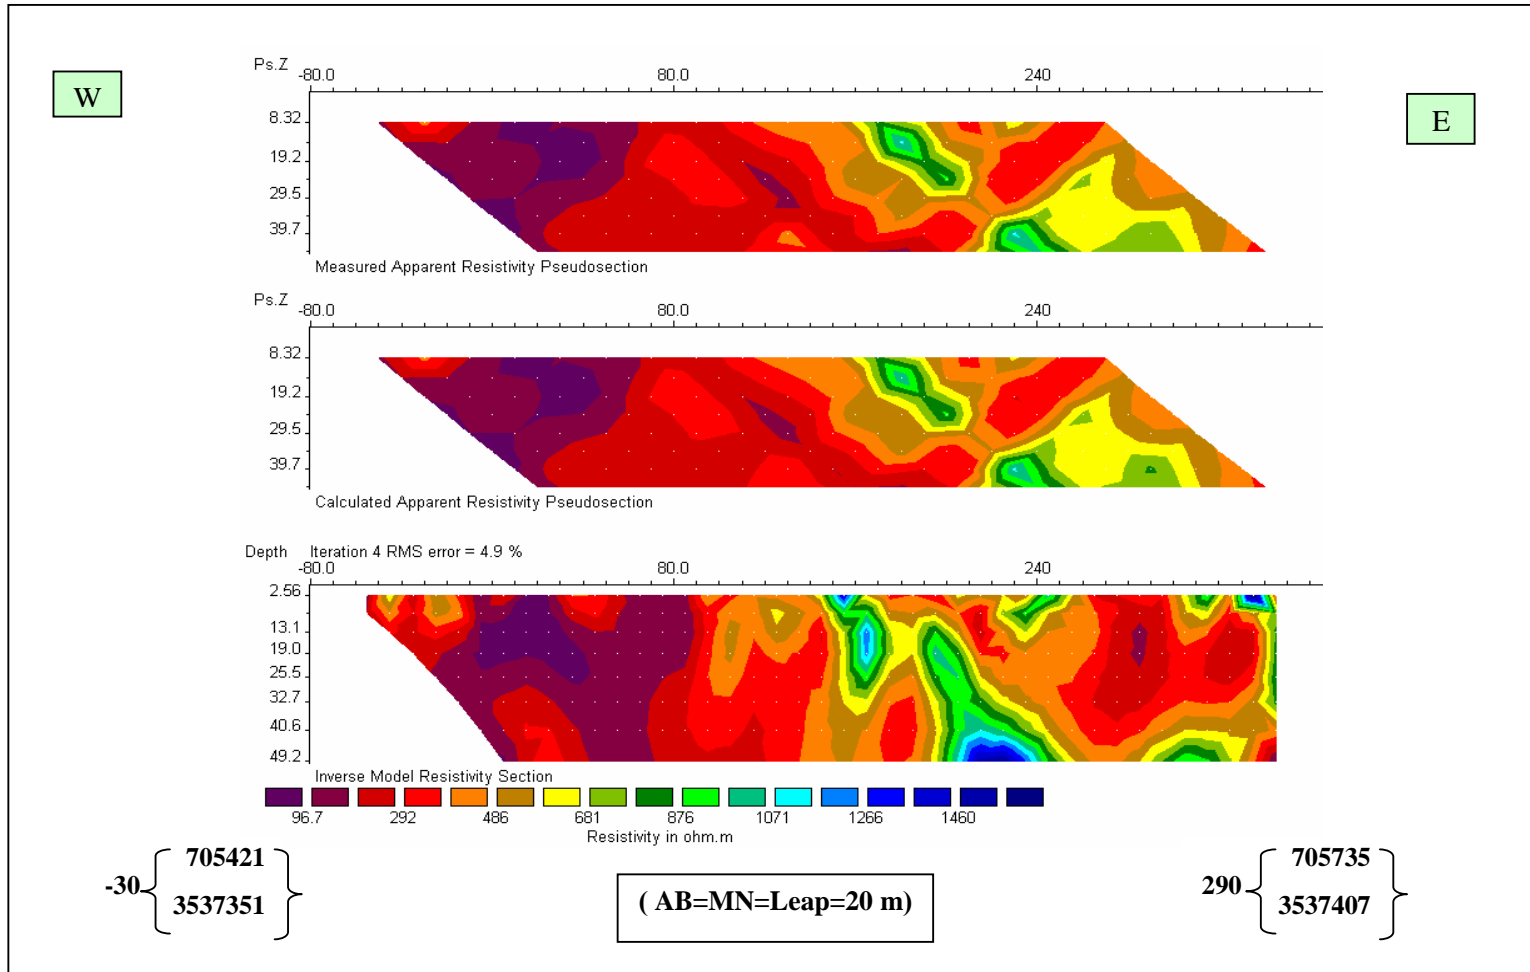 W
E
Ps.Z -80.0 80.0 240
8.32
19.2
29.5
39.7
Measured Apparent Resistivity Pseudosection
Ps.Z -80.0 80.0 240
8.32
19.2
29.5
39.7
Calculated Apparent Resistivity Pseudosection
Depth Iteration 4 RMS error = 4.9 %
-80.0 80.0 240
2.56
13.1
19.0
25.5
32.7
40.6
49.2
Inverse Model Resistivity Section
96.7 292 486 681 876 1071 1266 1460
Resistivity in ohm.m
-30 { 705421 }
3537351
( AB=MN=Leap=20 m)
290 { 705735 }
3537407